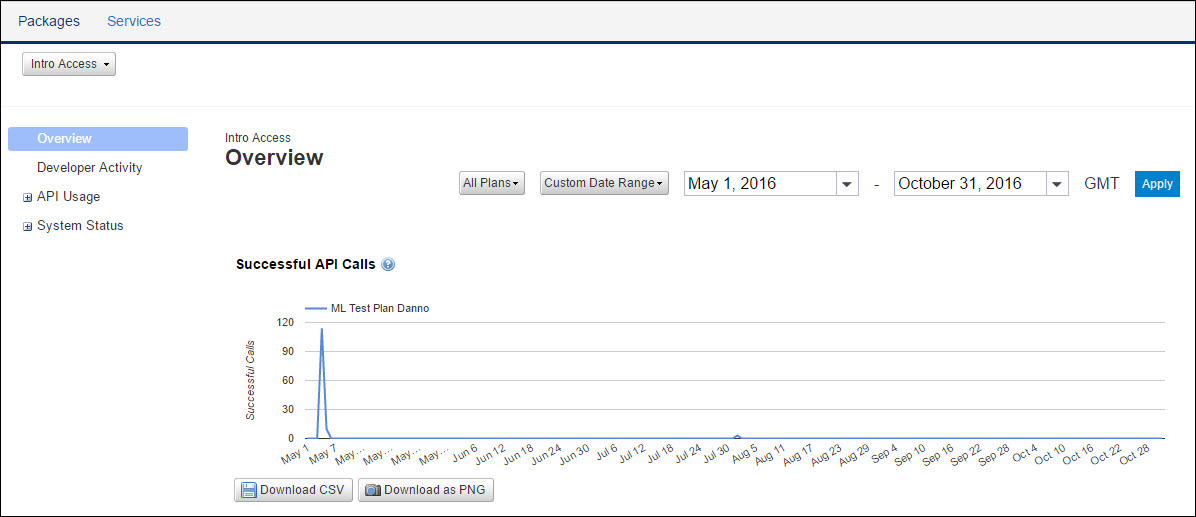 Packages Services
Intro Access
Overview
Developer Activity
API Usage
System Status
Intro Access
Overview
All Plans Custom Date Range May 1, 2016 - October 31, 2016 GMT Apply
Successful API Calls ?
ML Test Plan Danno
Successful Calls
120
90
60
30
0
May 1 May 7 May... May... May... May... Jun 6 Jun 12 Jun 18 Jun 24 Jun 30 Jul 6 Jul 12 Jul 18 Jul 24 Jul 30 Aug 5 Aug 11 Aug 17 Aug 23 Aug 29 Sep 4 Sep 10 Sep 16 Sep 22 Sep 28 Oct 4 Oct 10 Oct 16 Oct 22 Oct 28
Download CSV Download as PNG